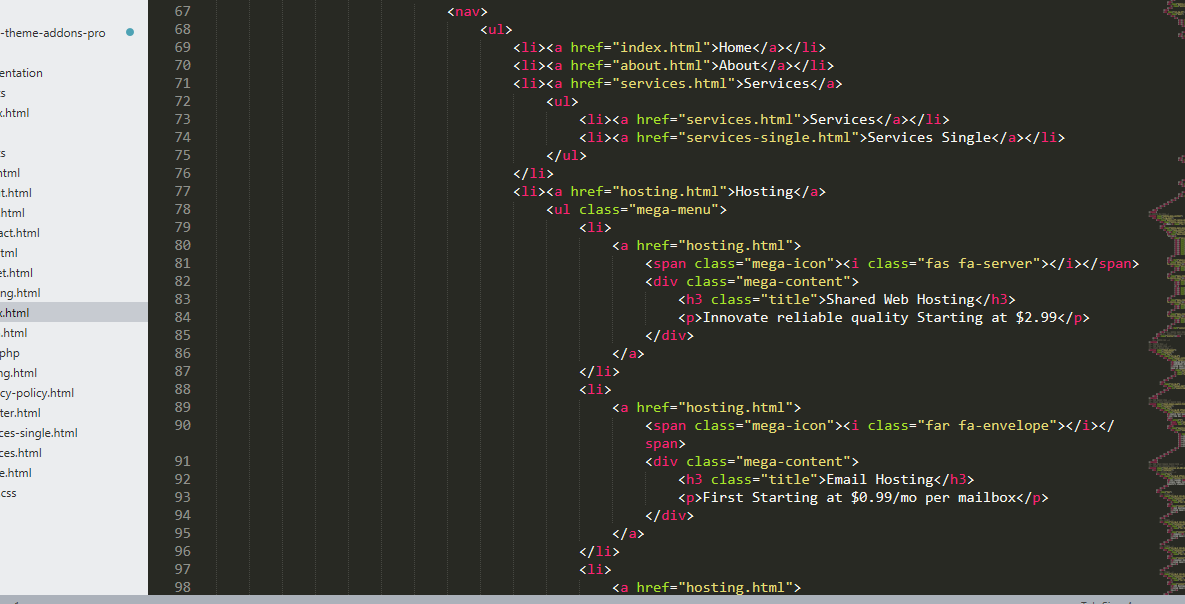 -theme-addons-pro
entation
s
x.html
s
html
t.html
.html
act.html
tml
et.html
ng.html
x.html
s.html
php
ng.html
cy-policy.html
ter.html
ces-single.html
ces.html
e.html
css
67 <nav>
68 <ul>
69 <li><a href="index.html">Home</a></li>
70 <li><a href="about.html">About</a></li>
71 <li><a href="services.html">Services</a>
72 <ul>
73 <li><a href="services.html">Services</a></li>
74 <li><a href="services-single.html">Services Single</a></li>
75 </ul>
76 </li>
77 <li><a href="hosting.html">Hosting</a>
78 <ul class="mega-menu">
79 <li>
80 <a href="hosting.html">
81 <span class="mega-icon"><i class="fas fa-server"></i></span>
82 <div class="mega-content">
83 <h3 class="title">Shared Web Hosting</h3>
84 <p>Innovate reliable quality Starting at $2.99</p>
85 </div>
86 </a>
87 </li>
88 <li>
89 <a href="hosting.html">
90 <span class="mega-icon"><i class="far fa-envelope"></i></
span>
91 <div class="mega-content">
92 <h3 class="title">Email Hosting</h3>
93 <p>First Starting at $0.99/mo per mailbox</p>
94 </div>
95 </a>
96 </li>
97 <li>
98 <a href="hosting.html">